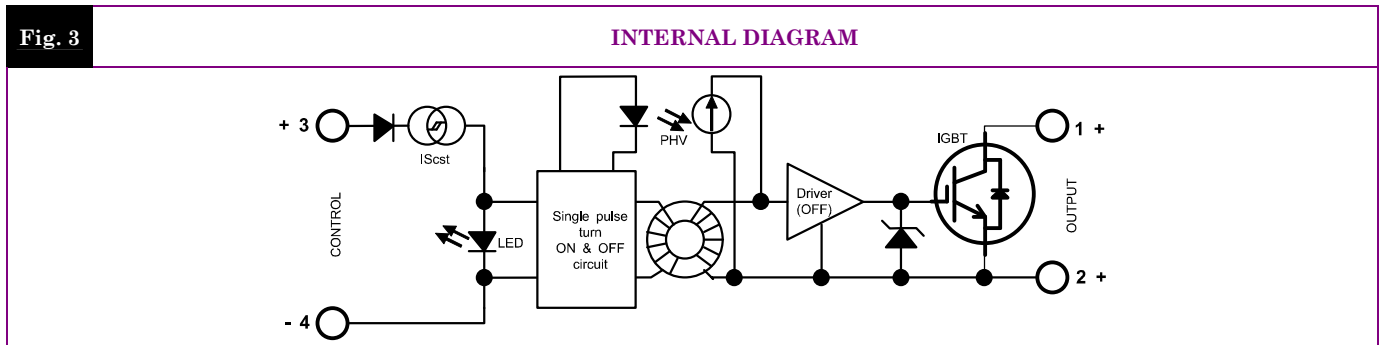 Fig. 3
INTERNAL DIAGRAM
+ 3
IScst
PHV
IGBT
1 +
CONTROL
LED
Single pulse
turn
ON & OFF
circuit
Driver
(OFF)
OUTPUT
2 +
- 4